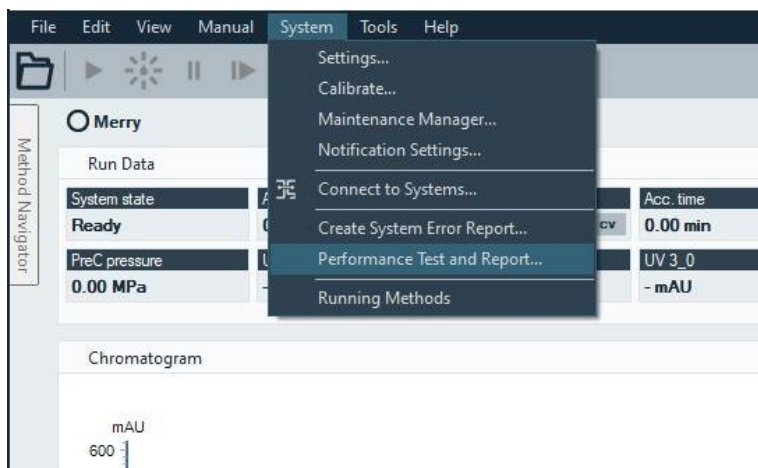 File Edit View Manual System Tools Help
Settings...
Calibrate...
Maintenance Manager...
Notification Settings...
Connect to Systems...
Create System Error Report...
Performance Test and Report...
Running Methods
Method Navigator
Merry
Run Data
System state
Ready
Acc. time
cv 0.00 min
PreC pressure
0.00 MPa
UV 3_0
- mAU
Chromatogram
mAU
600